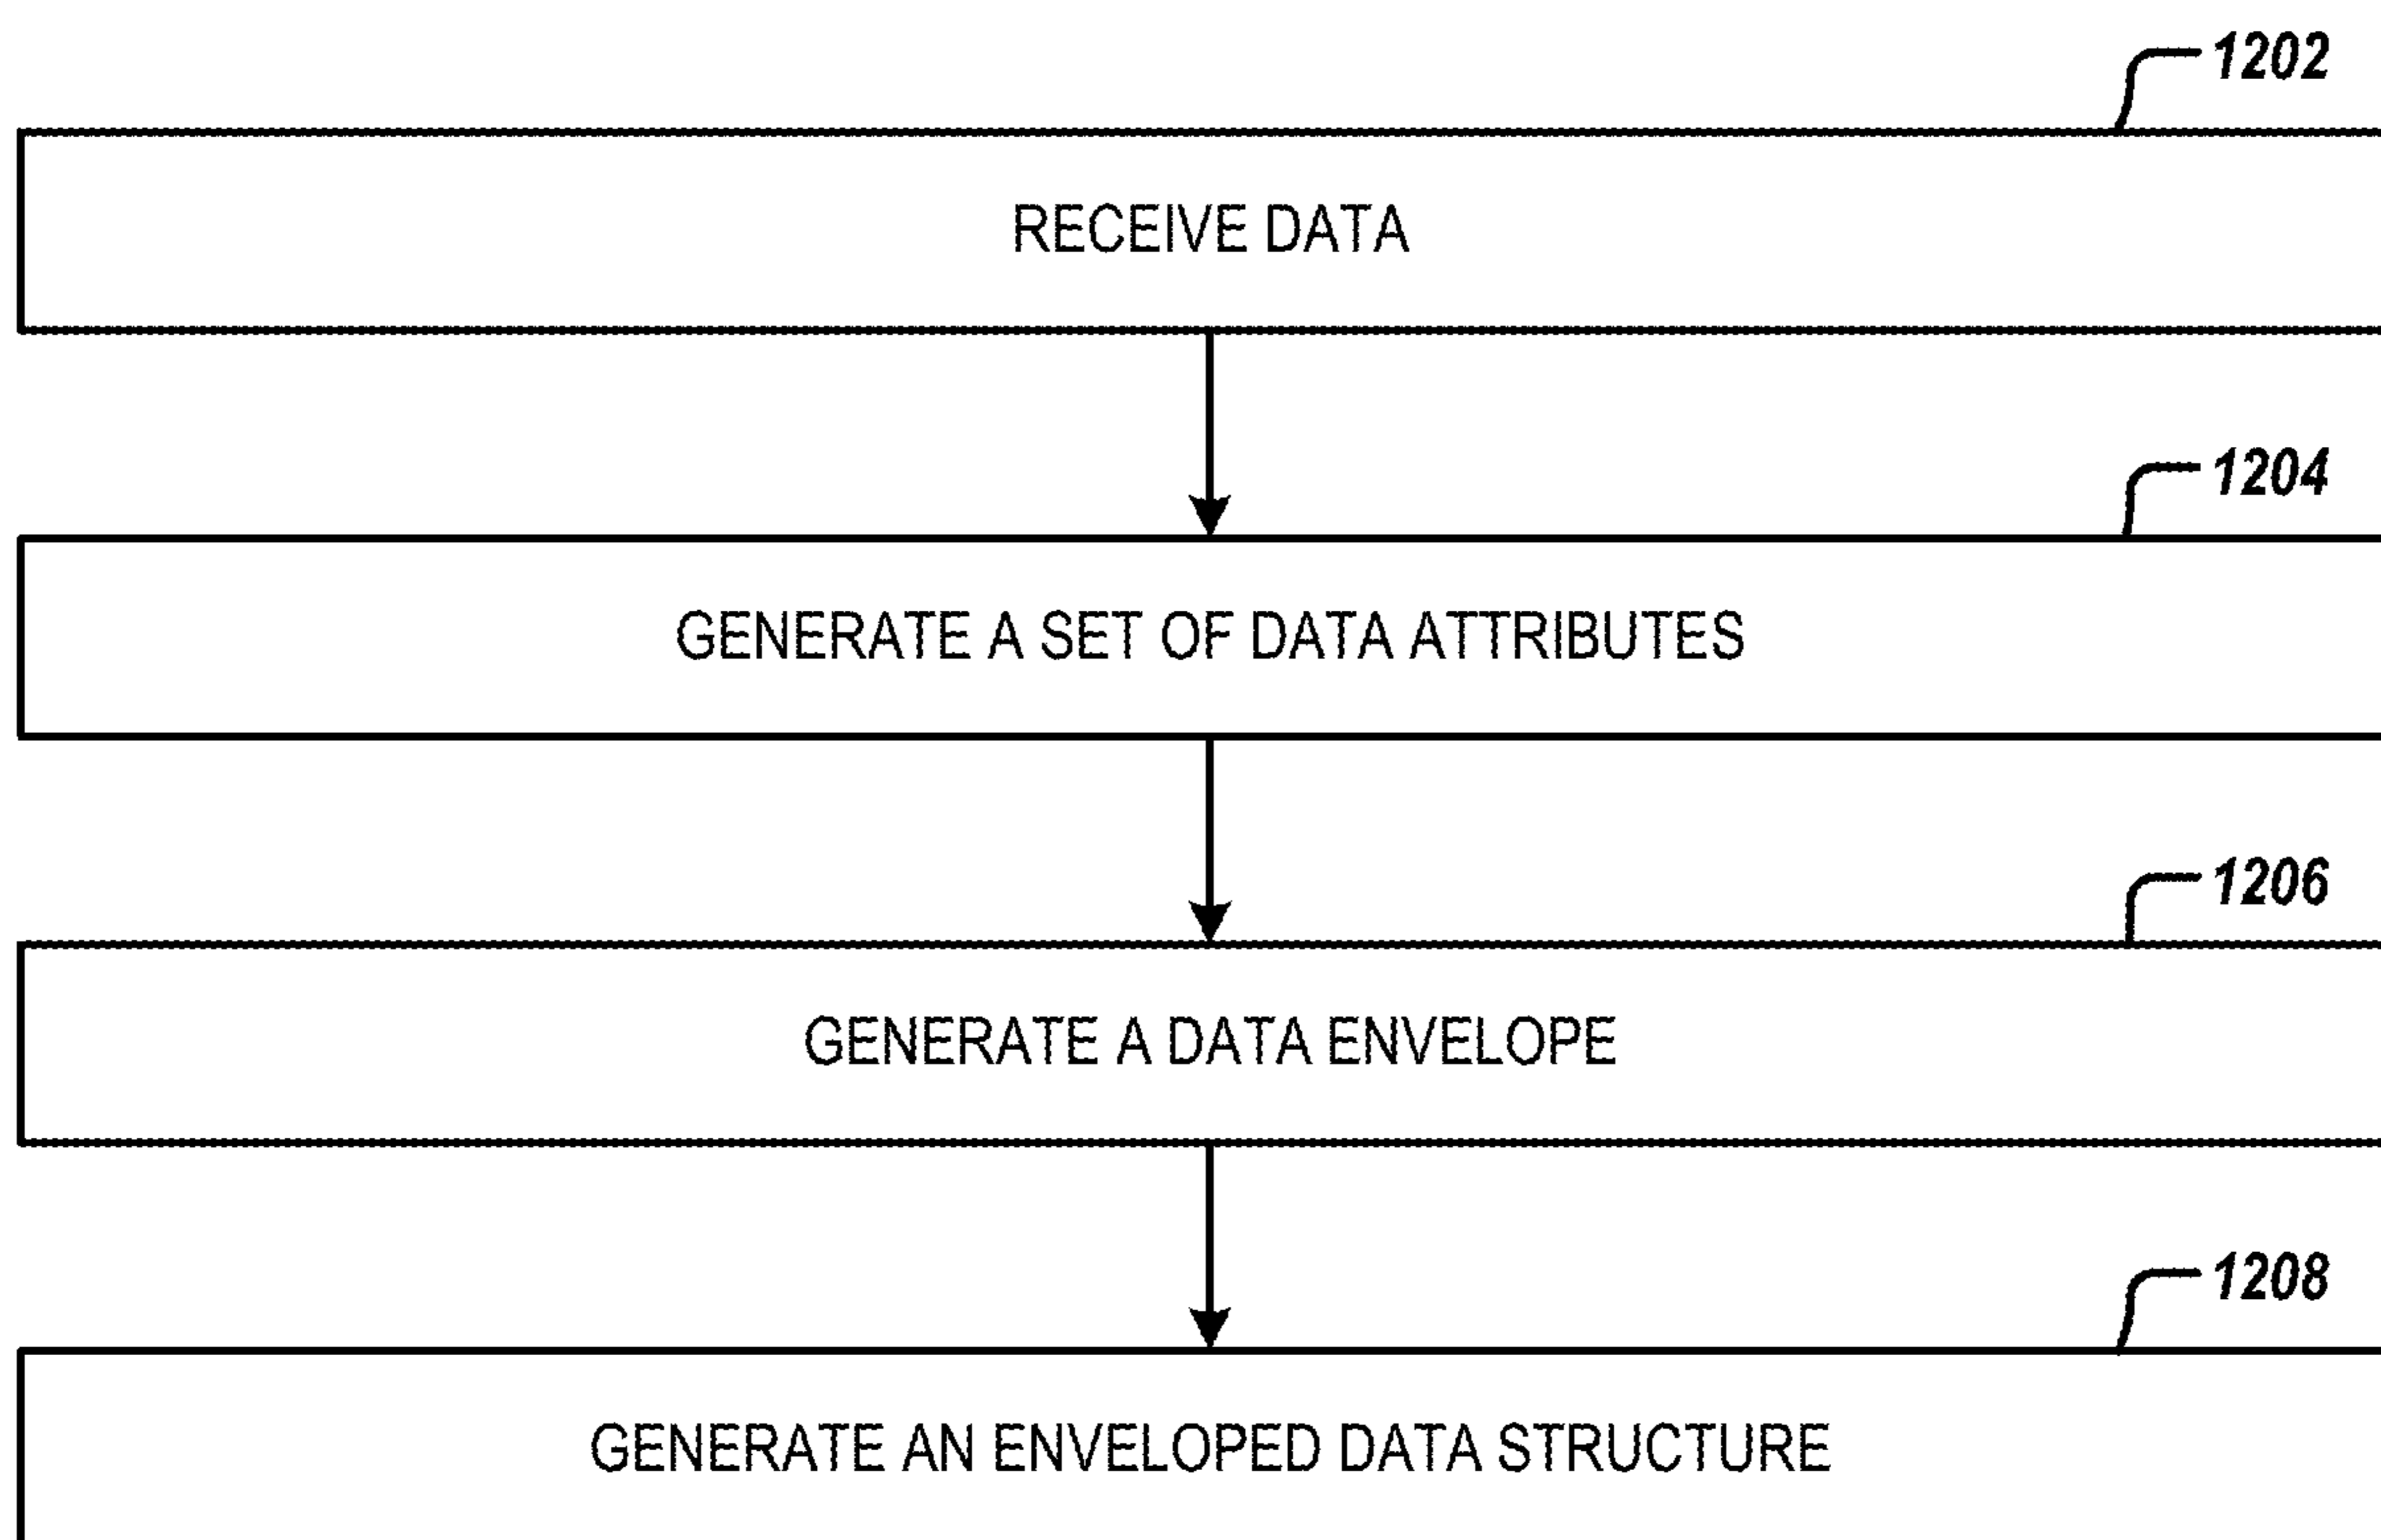 1202
RECEIVE DATA
1204
GENERATE A SET OF DATA ATTRIBUTES
1206
GENERATE A DATA ENVELOPE
1208
GENERATE AN ENVELOPED DATA STRUCTURE